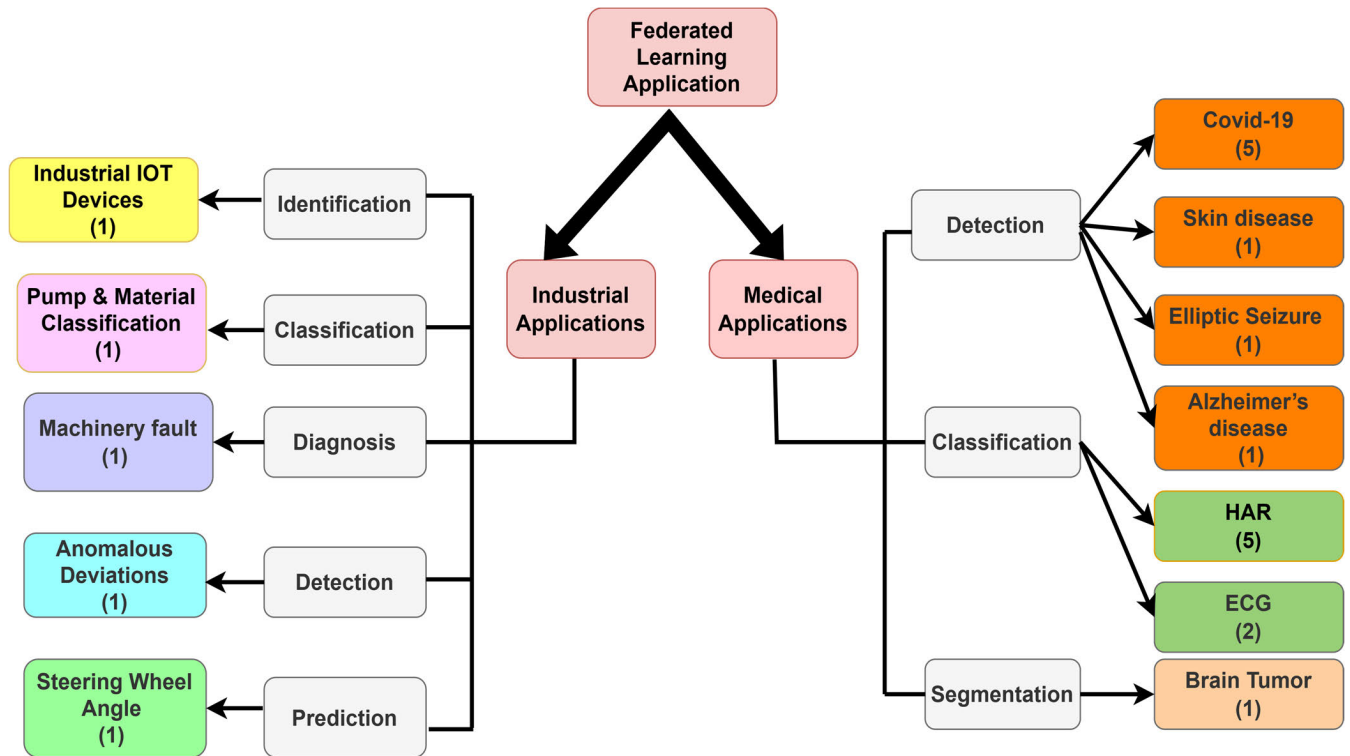 Federated
Learning
Application
Industrial
Applications
Medical
Applications
Identification
Industrial IOT
Devices
(1)
Classification
Pump & Material
Classification
(1)
Diagnosis
Machinery fault
(1)
Detection
Anomalous
Deviations
(1)
Prediction
Steering Wheel
Angle
(1)
Detection
Covid-19
(5)
Skin disease
(1)
Elliptic Seizure
(1)
Alzheimer's
disease
(1)
Classification
HAR
(5)
ECG
(2)
Segmentation
Brain Tumor
(1)